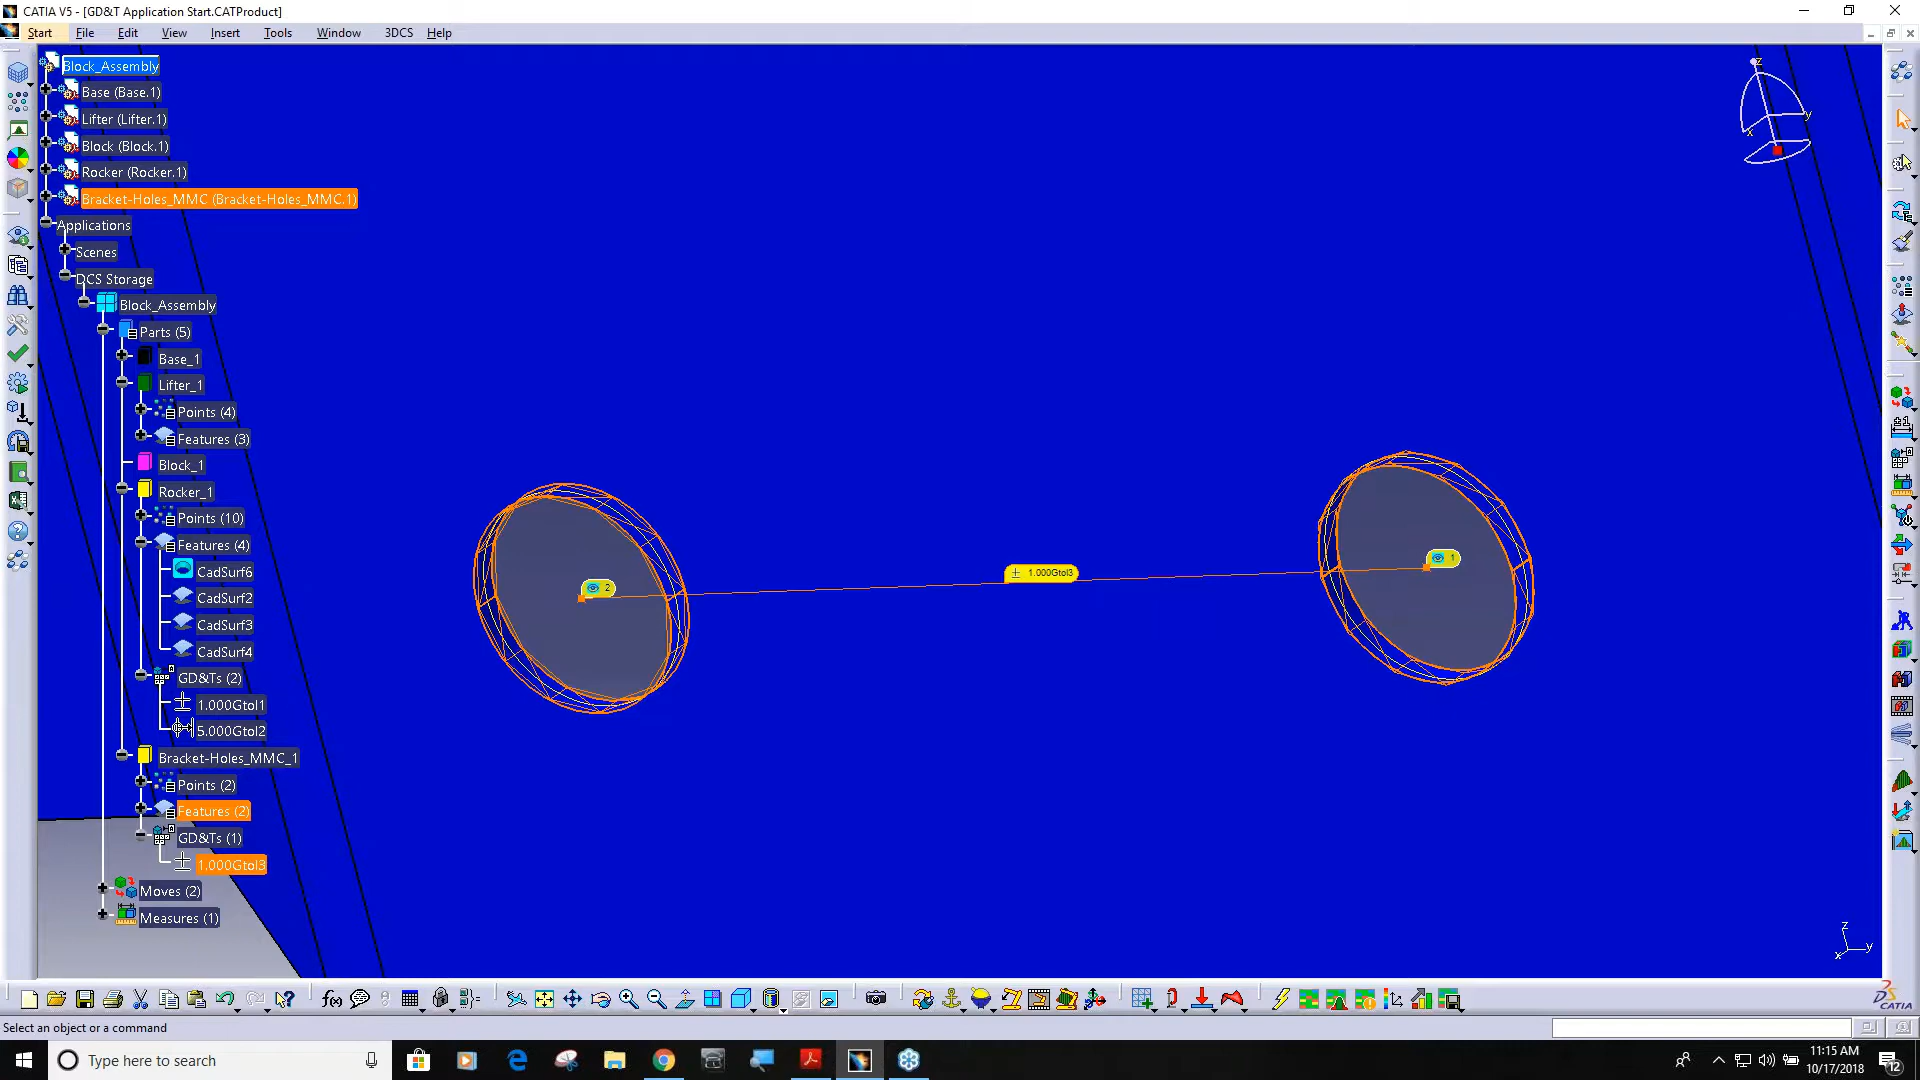 CATIA V5 - [GD&T Application Start.CATProduct]
Start File Edit View Insert Tools Window 3DCS Help
Block_Assembly
Base (Base.1)
Lifter (Lifter.1)
Block (Block.1)
Rocker (Rocker.1)
Bracket-Holes_MMC (Bracket-Holes_MMC.1)
Applications
Scenes
DCS Storage
Block_Assembly
Parts (5)
Base_1
Lifter_1
Points (4)
Features (3)
Block_1
Rocker_1
Points (10)
Features (4)
CadSurf6
CadSurf2
CadSurf3
CadSurf4
GD&Ts (2)
1.000Gtol1
5.000Gtol2
Bracket-Holes_MMC_1
Points (2)
Features (2)
GD&Ts (1)
1.000Gtol3
Moves (2)
Measures (1)
z
y
x
1
1.000Gtol3
2
z
y
x
f(x)
CATIA
Select an object or a command
Type here to search
11:15 AM
10/17/2018
12